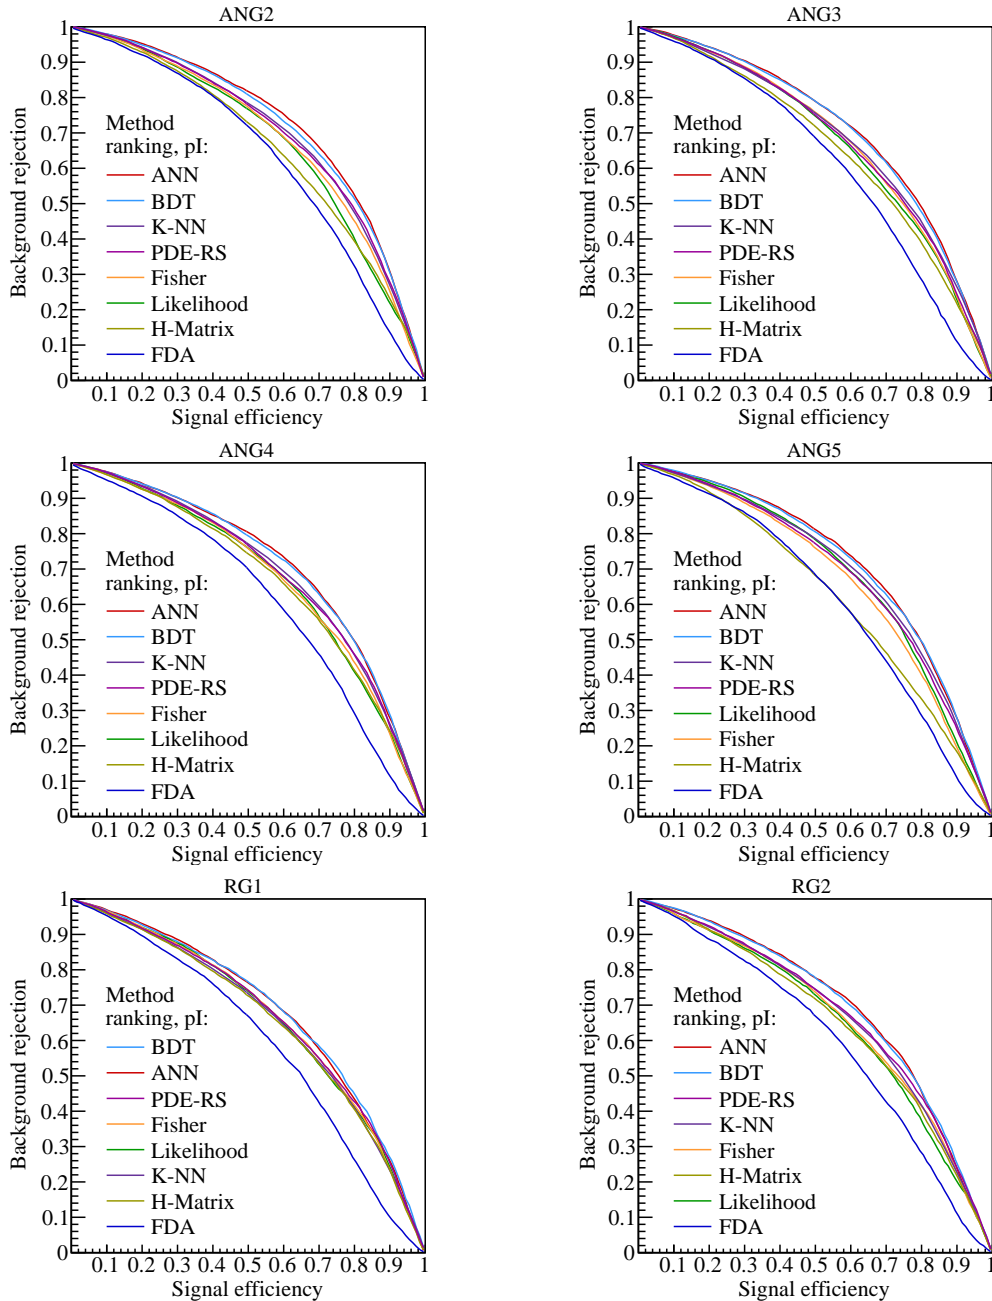 ANG2
1
0.9
0.8
0.7
0.6
0.5
0.4
0.3
0.2
0.1
0
Background rejection
Method
ranking, pI:
ANN
BDT
K-NN
PDE-RS
Fisher
Likelihood
H-Matrix
FDA
0.1 0.2 0.3 0.4 0.5 0.6 0.7 0.8 0.9 1
Signal efficiency
ANG3
1
0.9
0.8
0.7
0.6
0.5
0.4
0.3
0.2
0.1
0
Background rejection
Method
ranking, pI:
ANN
BDT
K-NN
PDE-RS
Fisher
Likelihood
H-Matrix
FDA
0.1 0.2 0.3 0.4 0.5 0.6 0.7 0.8 0.9 1
Signal efficiency
ANG4
1
0.9
0.8
0.7
0.6
0.5
0.4
0.3
0.2
0.1
0
Background rejection
Method
ranking, pI:
ANN
BDT
K-NN
PDE-RS
Fisher
Likelihood
H-Matrix
FDA
0.1 0.2 0.3 0.4 0.5 0.6 0.7 0.8 0.9 1
Signal efficiency
ANG5
1
0.9
0.8
0.7
0.6
0.5
0.4
0.3
0.2
0.1
0
Background rejection
Method
ranking, pI:
ANN
BDT
K-NN
PDE-RS
Likelihood
Fisher
H-Matrix
FDA
0.1 0.2 0.3 0.4 0.5 0.6 0.7 0.8 0.9 1
Signal efficiency
RG1
1
0.9
0.8
0.7
0.6
0.5
0.4
0.3
0.2
0.1
0
Background rejection
Method
ranking, pI:
BDT
ANN
PDE-RS
Fisher
Likelihood
K-NN
H-Matrix
FDA
0.1 0.2 0.3 0.4 0.5 0.6 0.7 0.8 0.9 1
Signal efficiency
RG2
1
0.9
0.8
0.7
0.6
0.5
0.4
0.3
0.2
0.1
0
Background rejection
Method
ranking, pI:
ANN
BDT
PDE-RS
K-NN
Fisher
H-Matrix
Likelihood
FDA
0.1 0.2 0.3 0.4 0.5 0.6 0.7 0.8 0.9 1
Signal efficiency